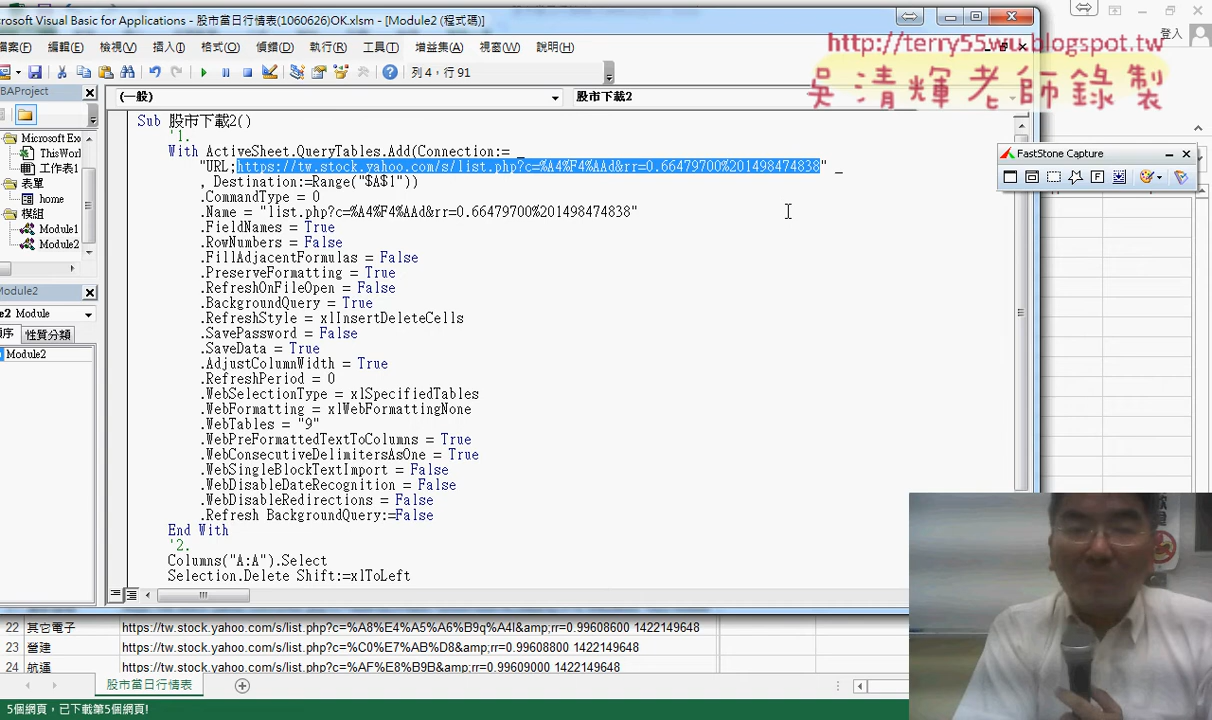 rosoft Visual Basic for Applications - 股市當日行情表(1060626)OK.xlsm - [Module2 (程式碼)]
登入
檔案(F) 編輯(E) 檢視(V) 插入(I) 格式(O) 偵錯(D) 執行(R) 工具(T) 增益集(A) 視窗(W) 說明(H)
http://terry55wu.blogspot.tw
吳清輝老師錄製
列 4，行 91
BAProject
(一般)
股市下載2
Microsoft Ex
ThisWor
工作表1
表單
home
模組
Module1
Module2
Module2
e2 Module
順序 性質分類
Module2
Sub 股市下載2()
'1.
With ActiveSheet.QueryTables.Add(Connection:= _
"URL;https://tw.stock.yahoo.com/s/list.php?c=%A4%F4%AAd&rr=0.66479700%201498474838" _
, Destination:=Range("$A$1"))
.CommandType = 0
.Name = "list.php?c=%A4%F4%AAd&rr=0.66479700%201498474838"
.FieldNames = True
.RowNumbers = False
.FillAdjacentFormulas = False
.PreserveFormatting = True
.RefreshOnFileOpen = False
.BackgroundQuery = True
.RefreshStyle = xlInsertDeleteCells
.SavePassword = False
.SaveData = True
.AdjustColumnWidth = True
.RefreshPeriod = 0
.WebSelectionType = xlSpecifiedTables
.WebFormatting = xlWebFormattingNone
.WebTables = "9"
.WebPreFormattedTextToColumns = True
.WebConsecutiveDelimitersAsOne = True
.WebSingleBlockTextImport = False
.WebDisableDateRecognition = False
.WebDisableRedirections = False
.Refresh BackgroundQuery:=False
End With
'2.
Columns("A:A").Select
Selection.Delete Shift:=xlToLeft
FastStone Capture
22 其它電子 https://tw.stock.yahoo.com/s/list.php?c=%A8%E4%A5%A6%B9q%A4l&amp;rr=0.99608600 1422149648
23 營建 https://tw.stock.yahoo.com/s/list.php?c=%C0%E7%AB%D8&amp;rr=0.99608800 1422149648
24 航運 https://tw.stock.yahoo.com/s/list.php?c=%AF%E8%B9B&amp;rr=0.99609000 1422149648
股市當日行情表
5個網頁，已下載第5個網頁!